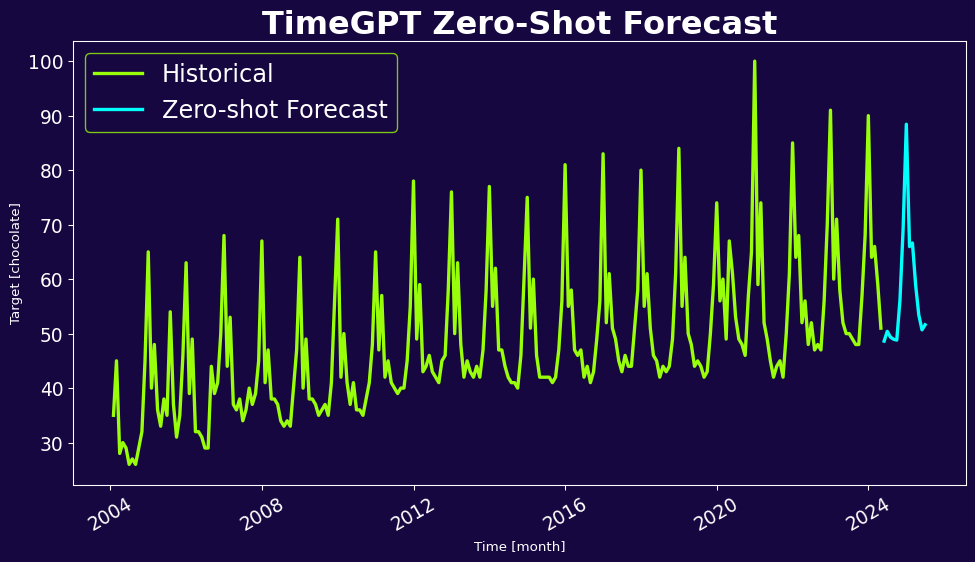 TimeGPT Zero-Shot Forecast
Historical
Zero-shot Forecast
Target [chocolate]
100
90
80
70
60
50
40
30
2004
2008
2012
2016
2020
2024
Time [month]